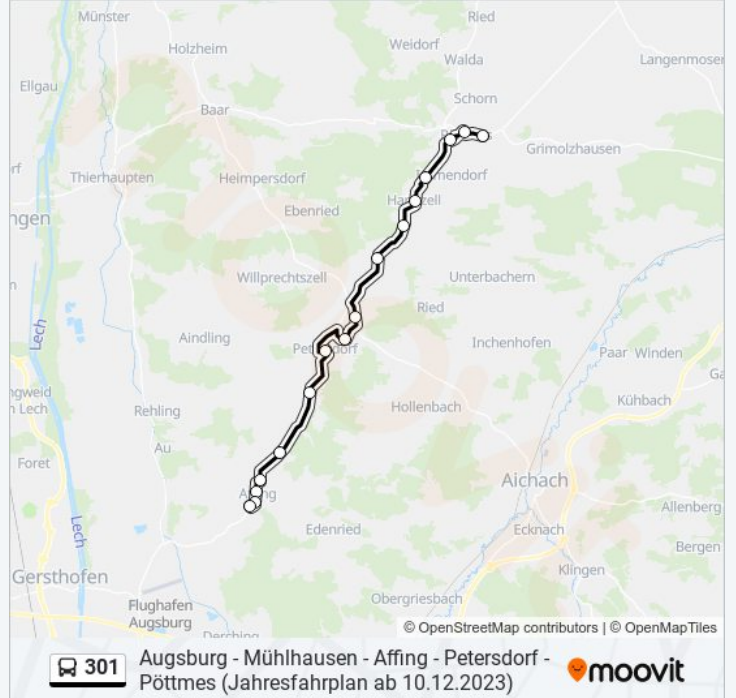 Münster
Ried
Holzheim
Weidorf
Walda
Langenmoser
Ellgau
Schorn
Baar
Grimolzhausen
Thierhaupten
Heimpersdorf
Ebenried
Willprechtszell
Unterbachern
Ried
Lech
Aindling
Inchenhofen
Paar
Winden
Kühbach
Rehling
Hollenbach
Au
Foret
Aichach
Allenberg
Lech
Edenried
Ecknach
Bergen
Klingen
Gersthofen
Flughafen
Augsburg
Obergriesbach
Derching
© OpenStreetMap contributors | © OpenMapTiles
301
Augsburg - Mühlhausen - Affing - Petersdorf -
Pöttmes (Jahresfahrplan ab 10.12.2023)
moovit